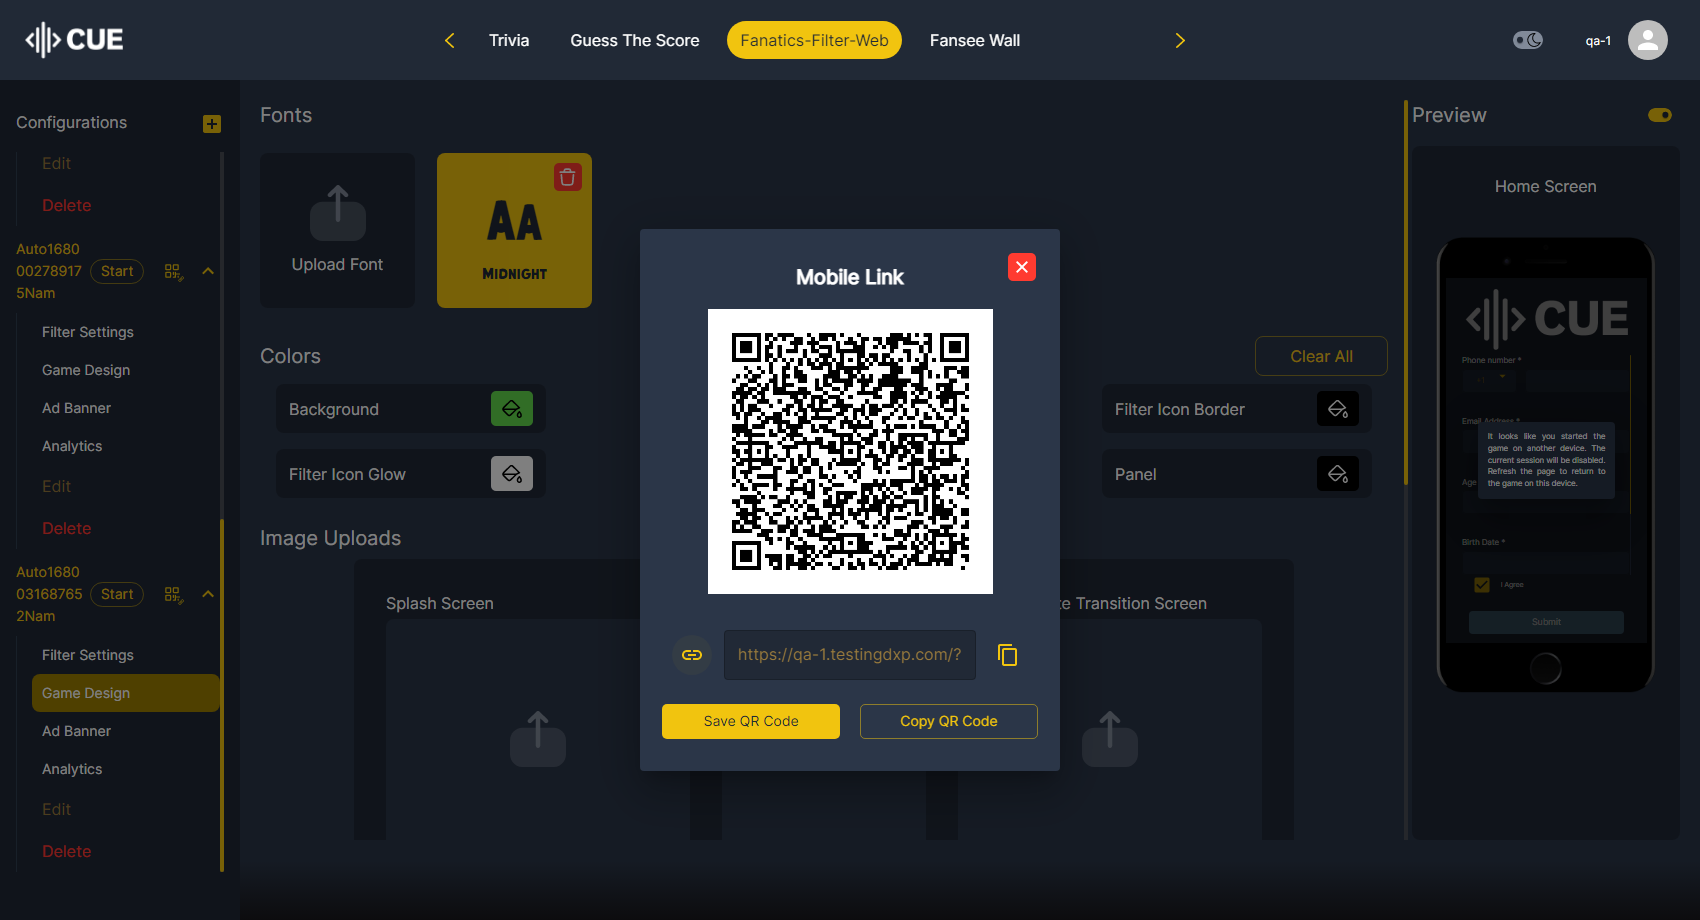 CUE
Trivia
Guess The Score
Fanatics-Filter-Web
Fansee Wall
qa-1
Configurations
Edit
Delete
Auto1680
00278917
5Nam
Start
Filter Settings
Game Design
Ad Banner
Analytics
Edit
Delete
Auto1680
03168765
2Nam
Start
Filter Settings
Game Design
Ad Banner
Analytics
Edit
Delete
Fonts
Upload Font
AA
MIDNIGHT
Colors
Clear All
Background
Filter Icon Border
Filter Icon Glow
Panel
Image Uploads
Splash Screen
Transition Screen
Mobile Link
https://qa-1.testingdxp.com/?
Save QR Code
Copy QR Code
Preview
Home Screen
CUE
Phone number *
+1
Email Address *
It looks like you started the
game on another device. The
current session will be disabled.
Refresh the page to return to
the game on this device.
Age
Birth Date *
I Agree
Submit